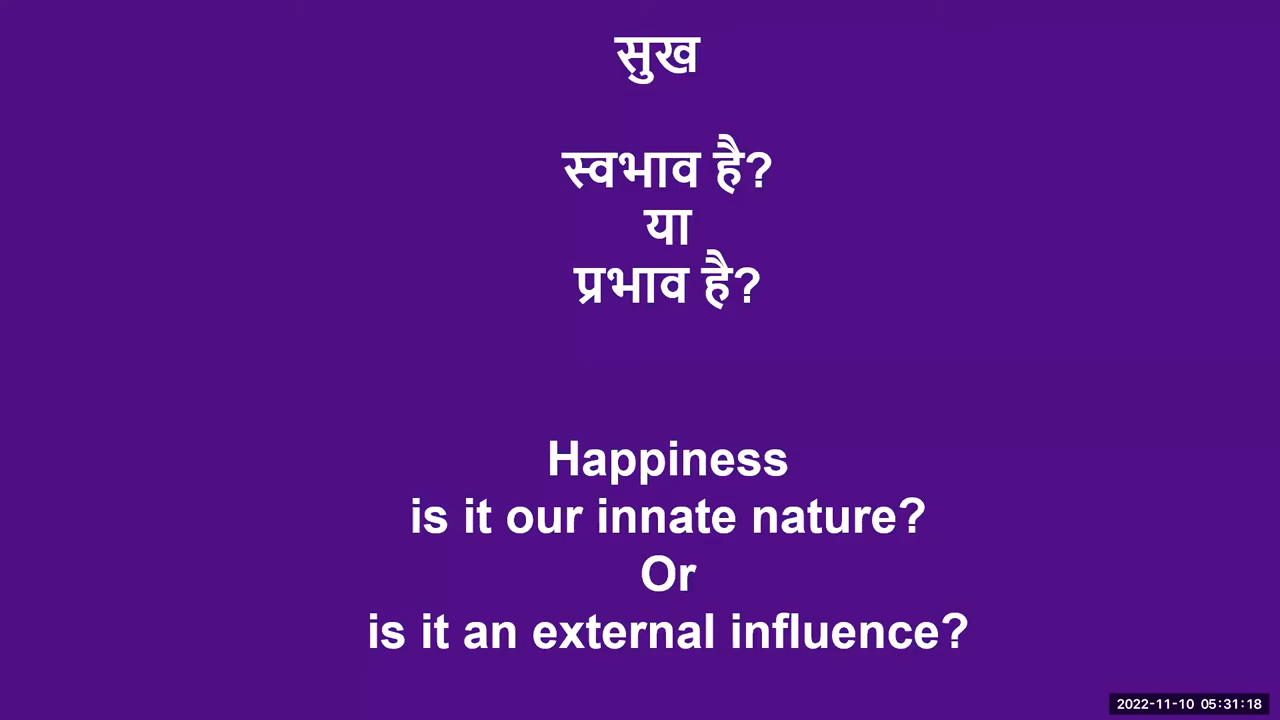 सुख
स्वभाव है?
या
प्रभाव है?
Happiness
is it our innate nature?
Or
is it an external influence?
2022-11-10 05:31:18